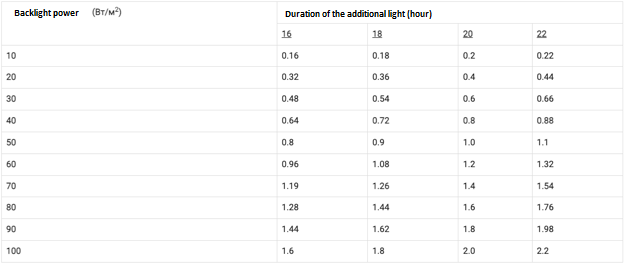 Backlight power (Вт/м²) Duration of the additional light (hour)
16 18 20 22
10 0.16 0.18 0.2 0.22
20 0.32 0.36 0.4 0.44
30 0.48 0.54 0.6 0.66
40 0.64 0.72 0.8 0.88
50 0.8 0.9 1.0 1.1
60 0.96 1.08 1.2 1.32
70 1.19 1.26 1.4 1.54
80 1.28 1.44 1.6 1.76
90 1.44 1.62 1.8 1.98
100 1.6 1.8 2.0 2.2